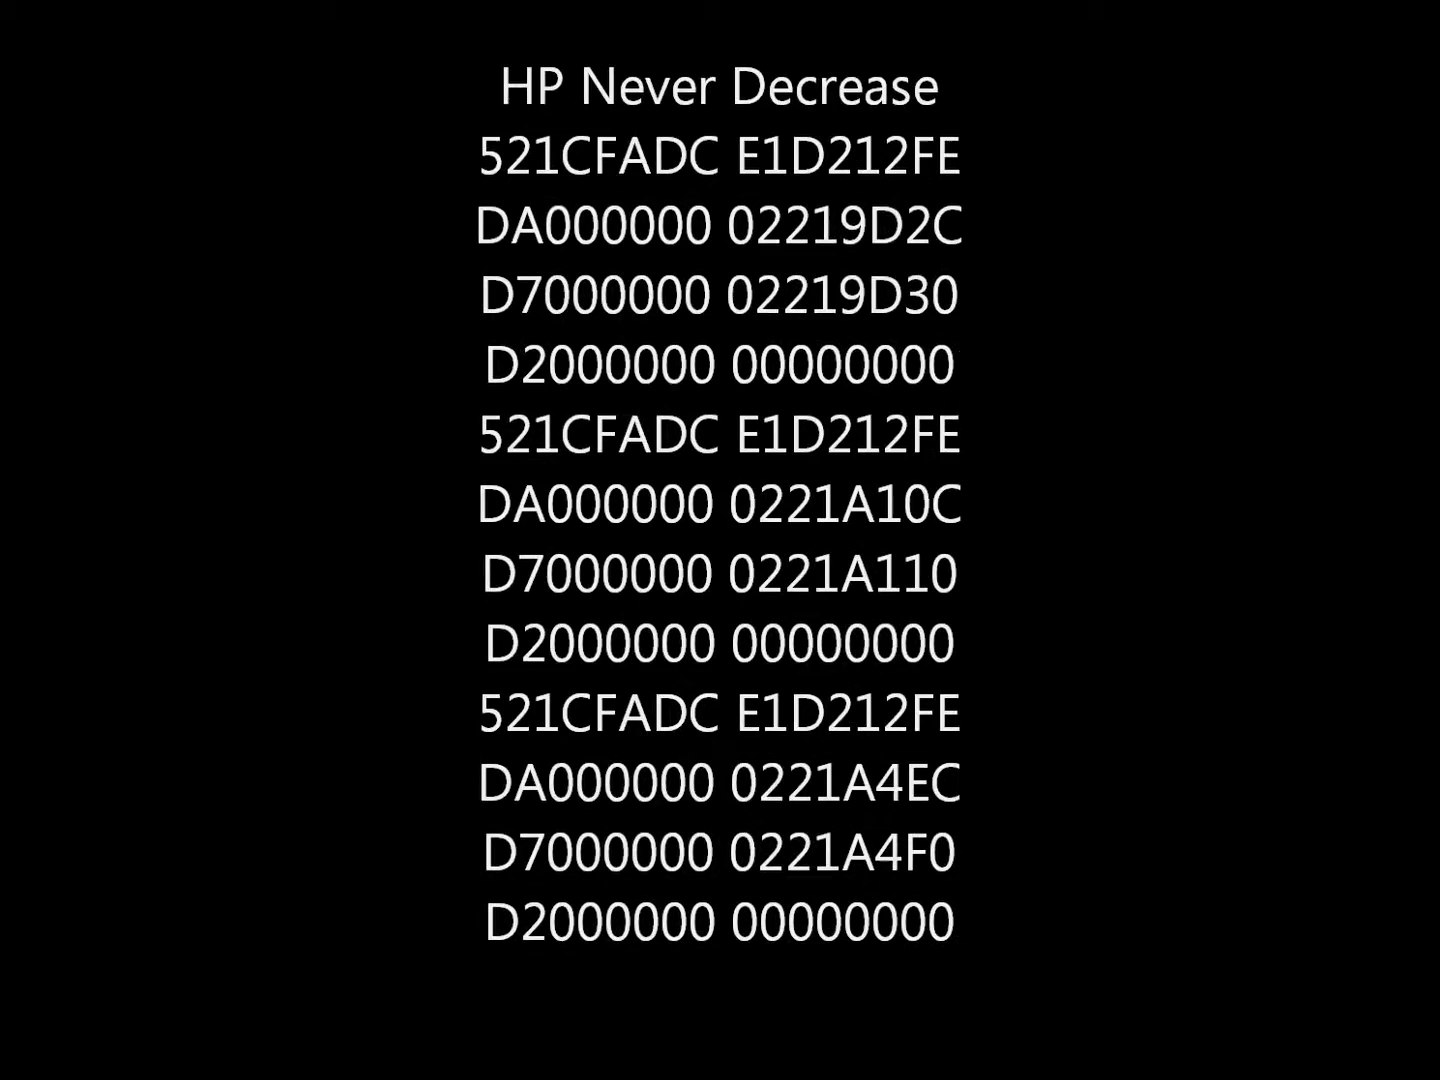 HP Never Decrease
521CFADC E1D212FE
DA000000 02219D2C
D7000000 02219D30
D2000000 00000000
521CFADC E1D212FE
DA000000 0221A10C
D7000000 0221A110
D2000000 00000000
521CFADC E1D212FE
DA000000 0221A4EC
D7000000 0221A4F0
D2000000 00000000